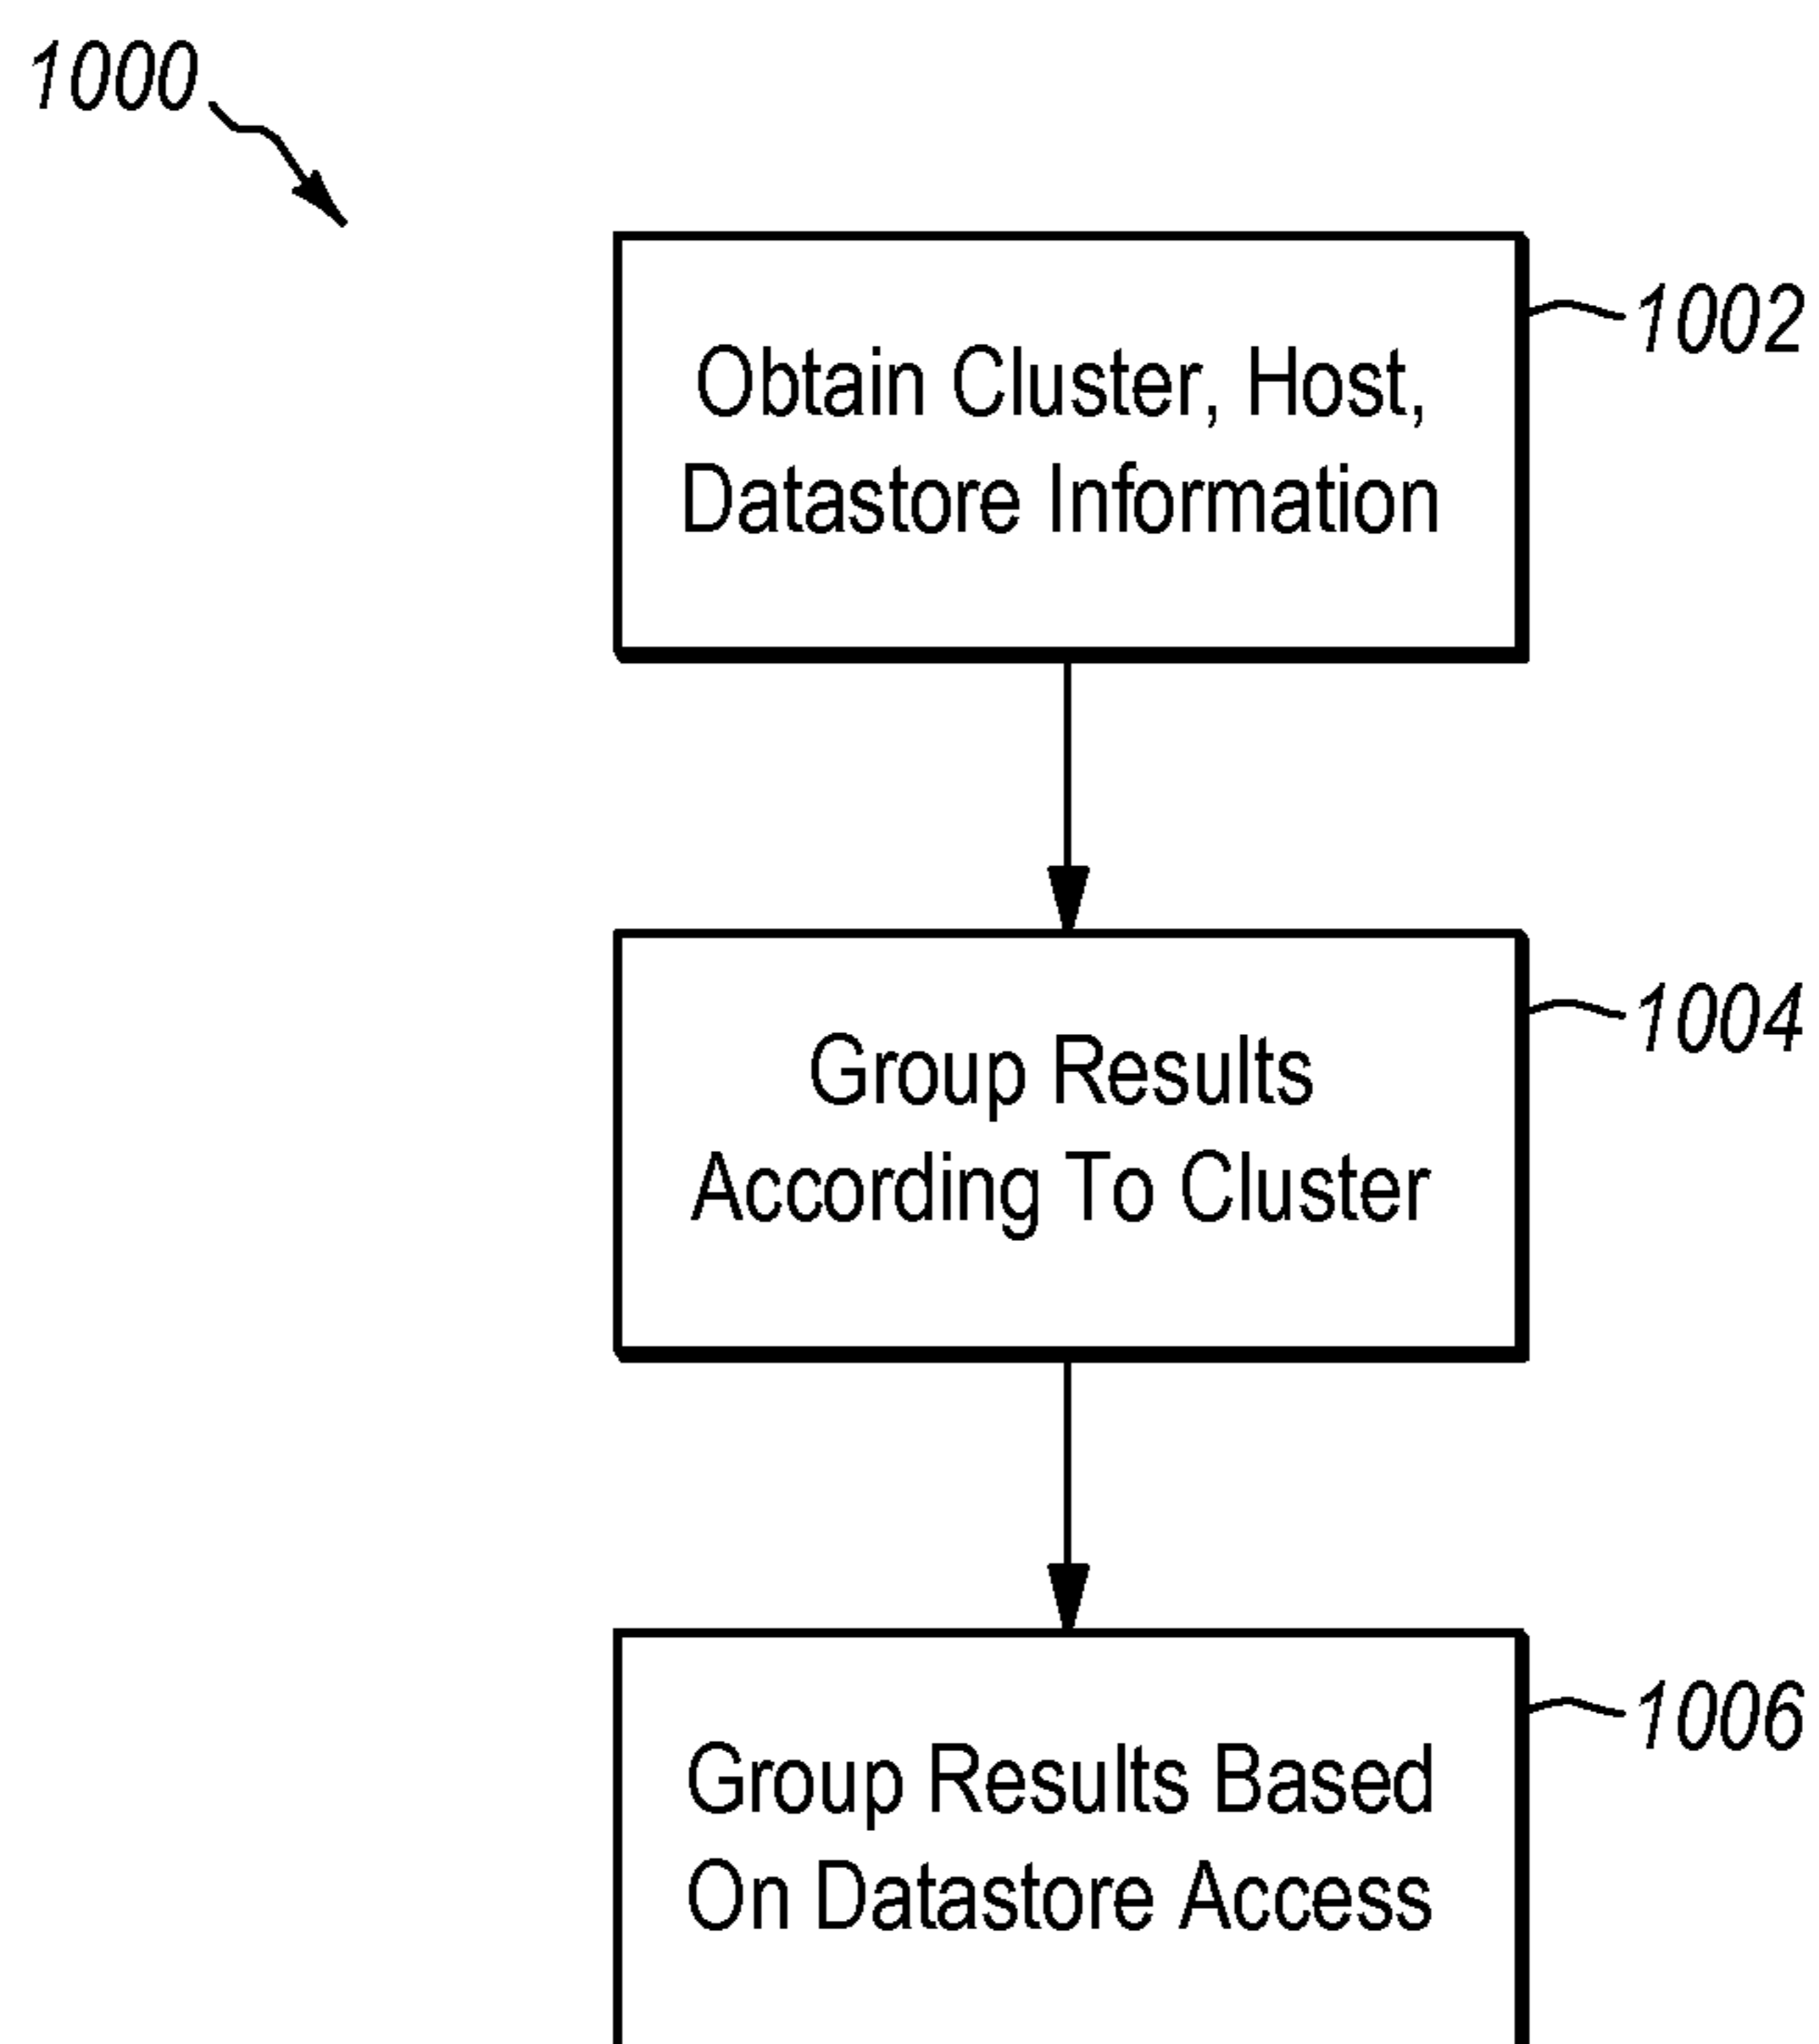 1000
Obtain Cluster, Host,
Datastore Information
1002
Group Results
According To Cluster
1004
Group Results Based
On Datastore Access
1006